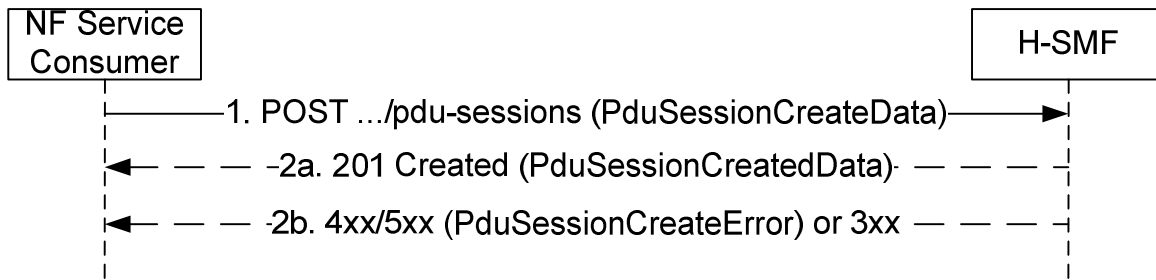 NF Service
Consumer
H-SMF
1. POST .../pdu-sessions (PduSessionCreateData)
2a. 201 Created (PduSessionCreatedData)
2b. 4xx/5xx (PduSessionCreateError) or 3xx